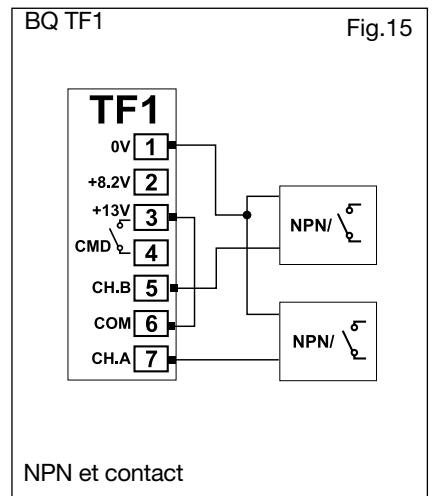 BQ TF1
Fig.15
TF1
0V 1
+8.2V 2
+13V 3
CMD 4
CH.B 5
COM 6
CH.A 7
NPN/
NPN/
NPN et contact